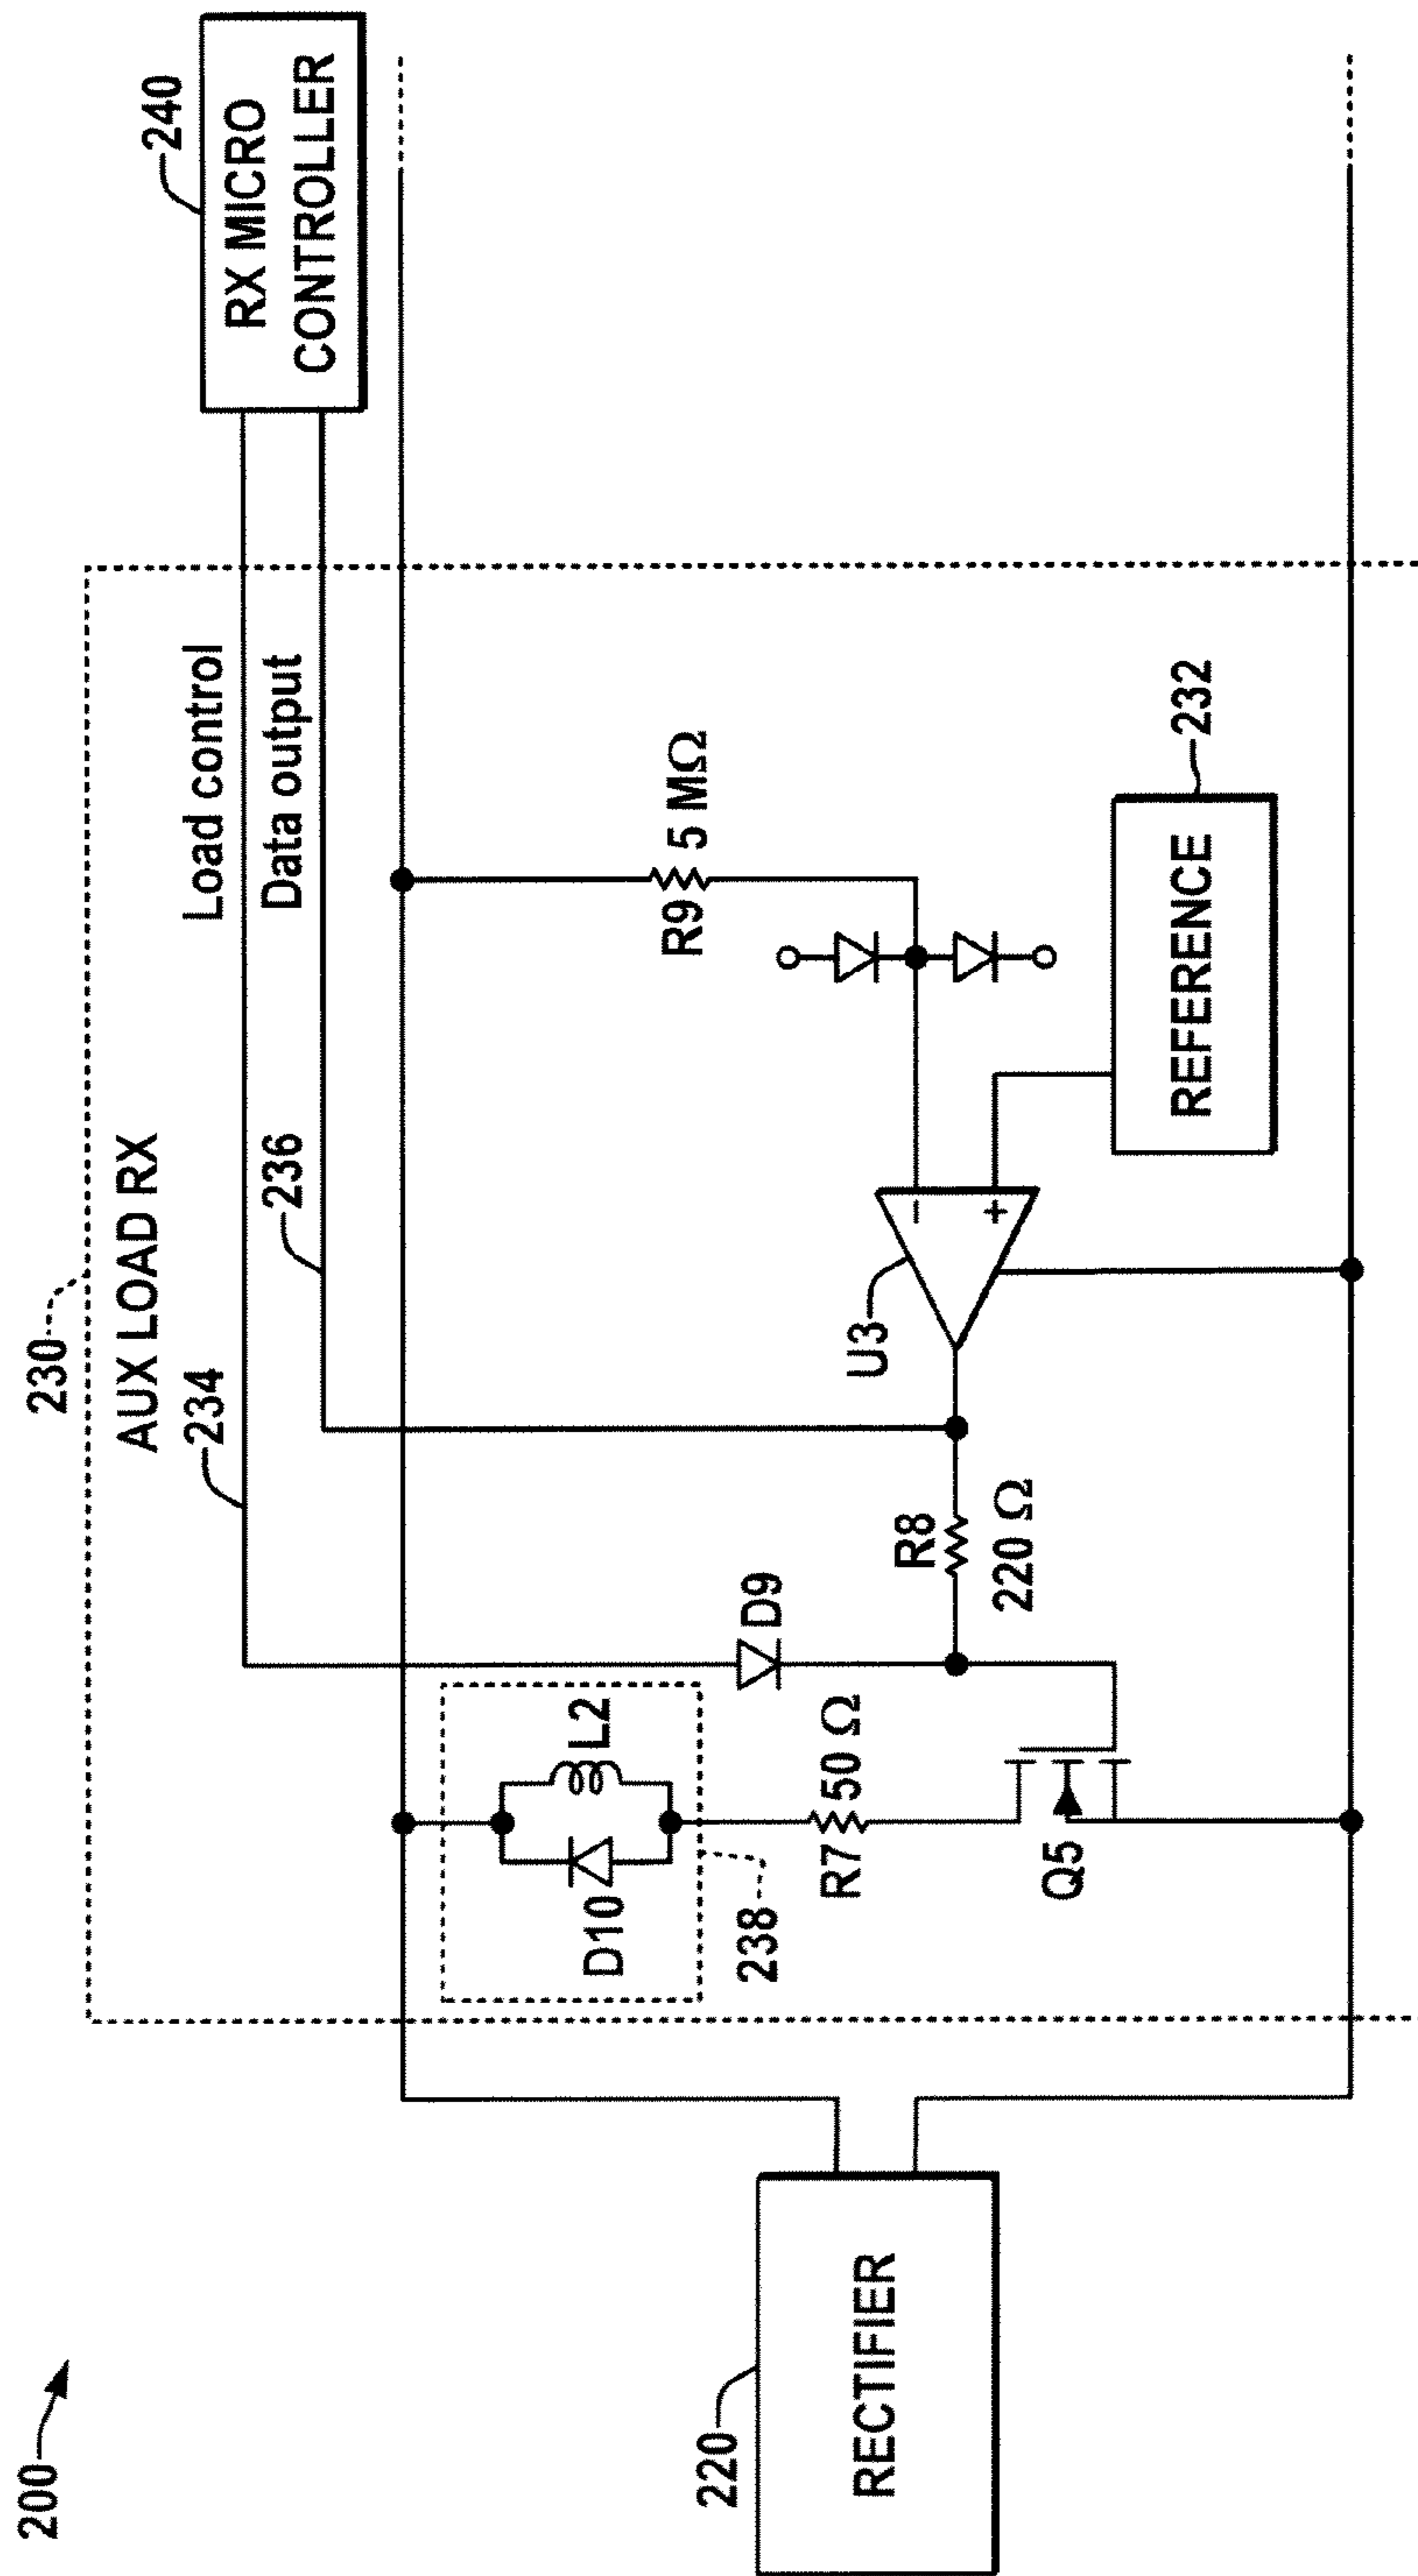 200
220
RECTIFIER
230
AUX LOAD RX
234
Load control
236
Data output
240
RX MICRO
CONTROLLER
D10
L2
238
D9
R7 50 Ω
Q5
R8
220 Ω
U3
-
+
R9 5 MΩ
REFERENCE
232